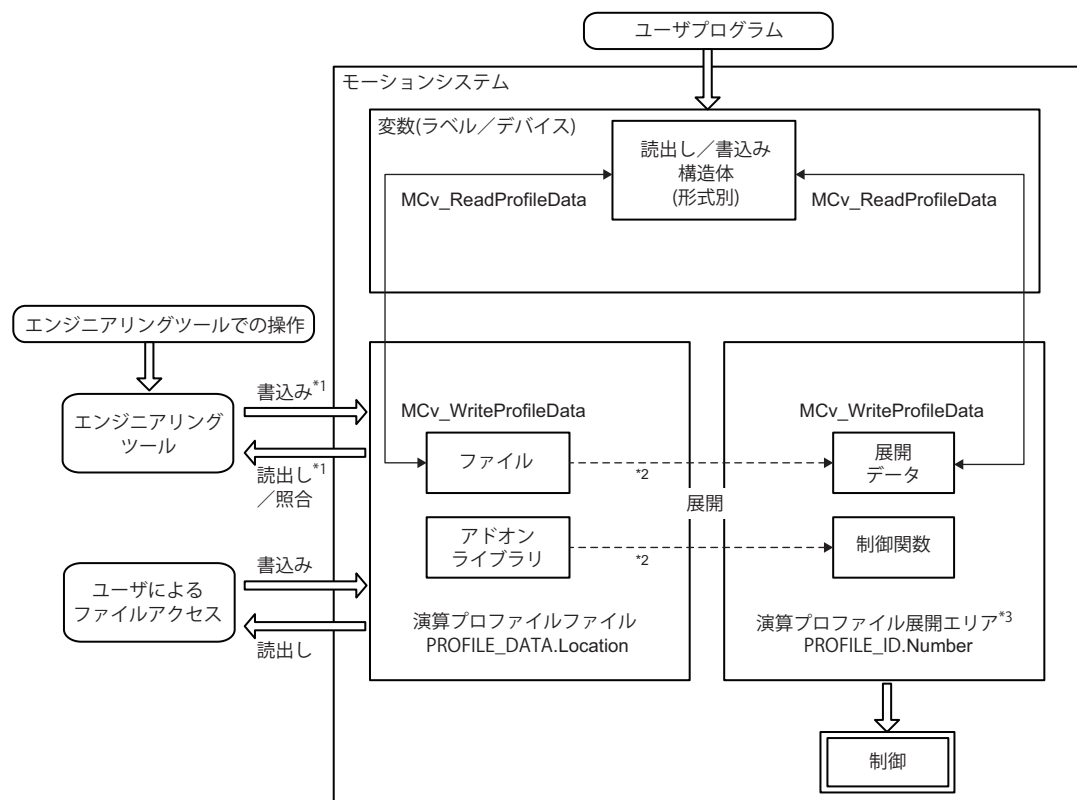 ユーザプログラム
モーションシステム
変数(ラベル／デバイス)
読出し／書込み
構造体
(形式別)
MCv_ReadProfileData
MCv_ReadProfileData
エンジニアリングツールでの操作
エンジニアリング
ツール
書込み*1
読出し*1
／照合
MCv_WriteProfileData
ファイル
*2
MCv_WriteProfileData
展開
データ
展開
アドオン
ライブラリ
*2
制御関数
ユーザによる
ファイルアクセス
書込み
読出し
演算プロファイルファイル
PROFILE_DATA.Location
演算プロファイル展開エリア*3
PROFILE_ID.Number
制御